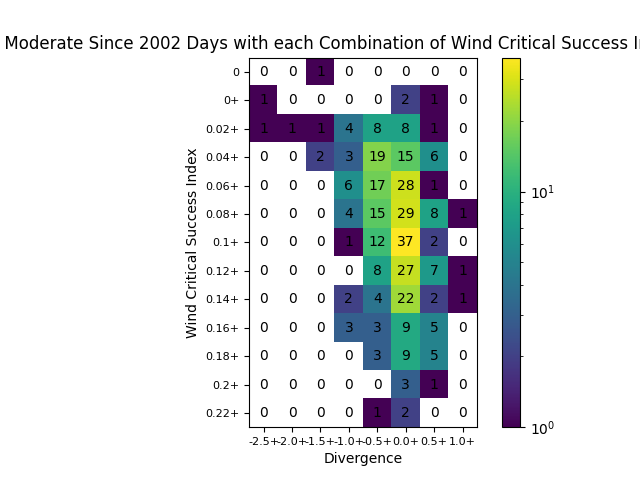 Moderate Since 2002 Days with each Combination of Wind Critical Success
0 0 0 1 0 0 0 0 0
0+ 1 0 0 0 0 2 1 0
0.02+ 1 1 1 4 8 8 1 0
0.04+ 0 0 2 3 19 15 6 0
0.06+ 0 0 0 6 17 28 1 0
0.08+ 0 0 0 4 15 29 8 1
0.1+ 0 0 0 1 12 37 2 0
0.12+ 0 0 0 0 8 27 7 1
0.14+ 0 0 0 2 4 22 2 1
0.16+ 0 0 0 3 3 9 5 0
0.18+ 0 0 0 0 3 9 5 0
0.2+ 0 0 0 0 0 3 1 0
0.22+ 0 0 0 0 1 2 0 0
-2.5+ -2.0+ -1.5+ -1.0+ -0.5+ 0.0+ 0.5+ 1.0+
Divergence
Wind Critical Success Index
10¹
10⁰